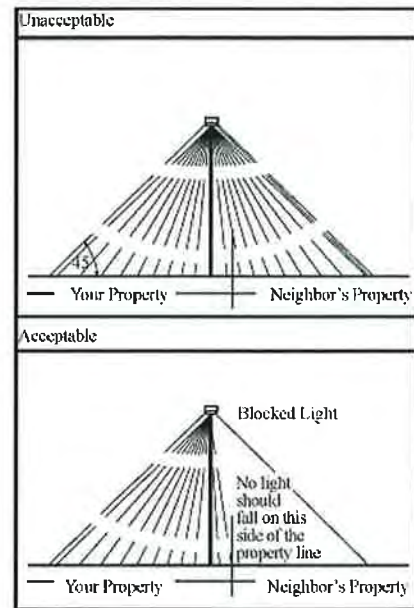 Unacceptable
45
Your Property
Neighbor's Property
Acceptable
Blocked Light
No light
should
fall on this
side of the
property line
Your Property
Neighbor's Property